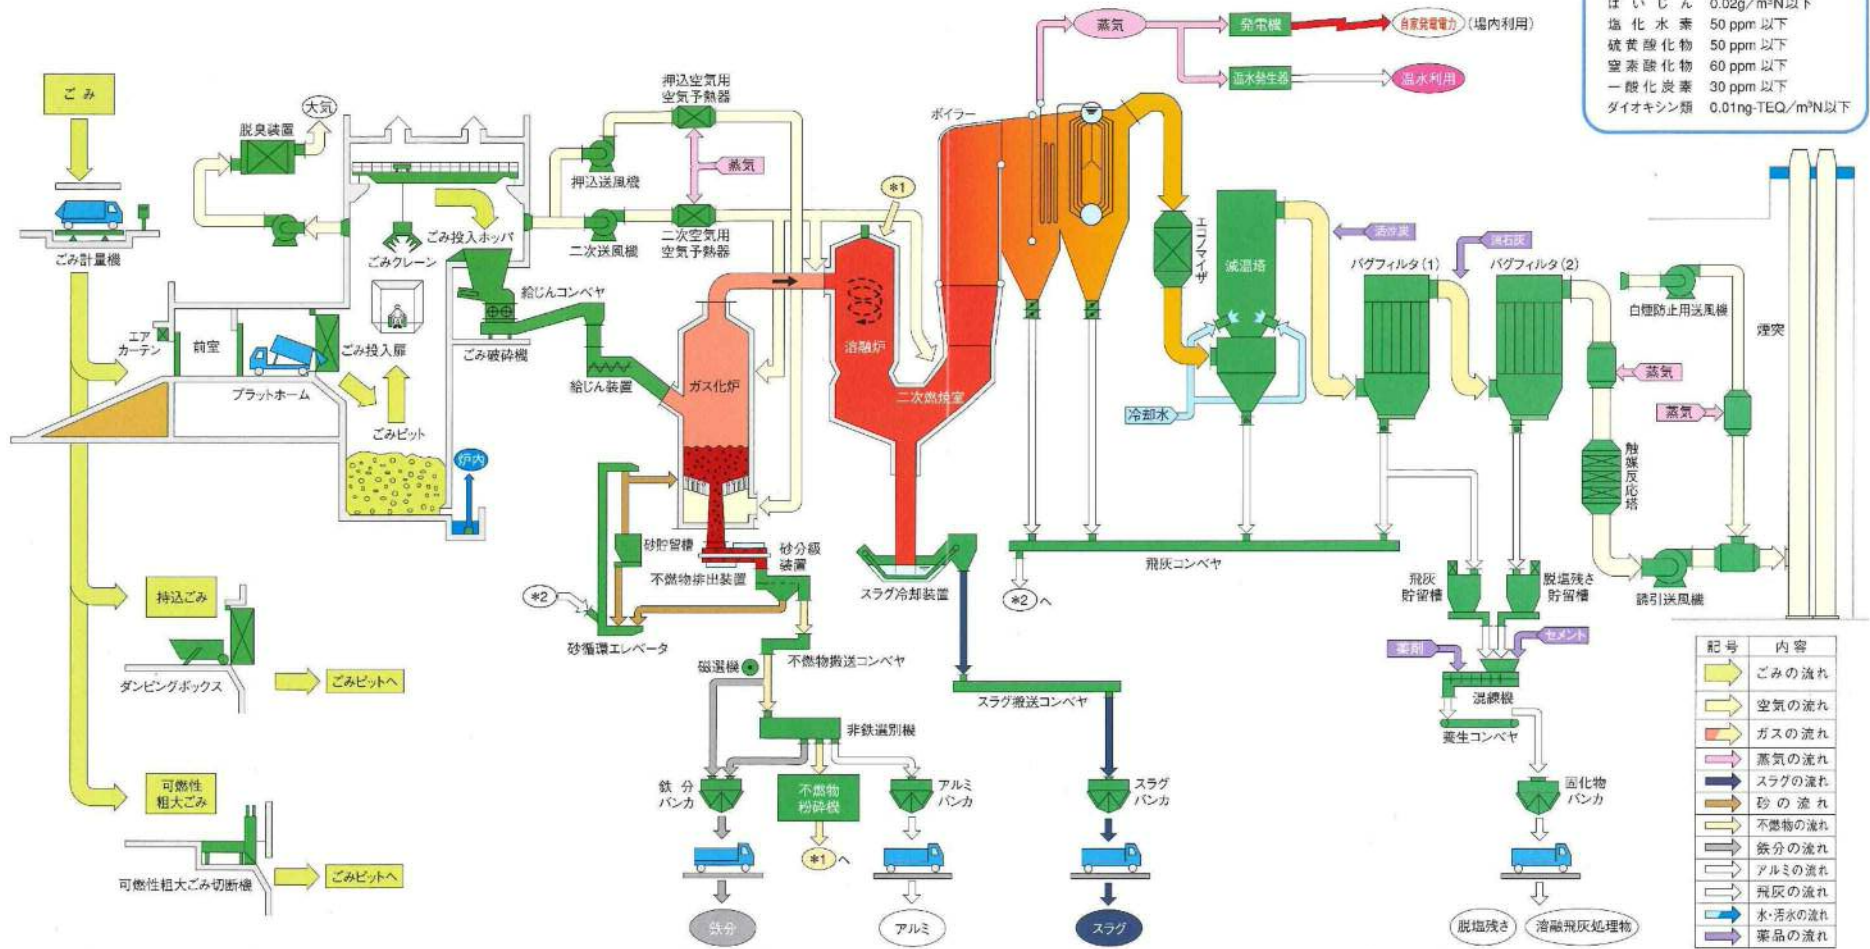 ばいじん 0.02g/m³N以下
塩化水素 50 ppm 以下
硫黄酸化物 50 ppm 以下
窒素酸化物 60 ppm 以下
一酸化炭素 30 ppm 以下
ダイオキシン類 0.01ng-TEQ/m³N以下
蒸気
発電機
自家発電電力
(場内利用)
温水発生器
温水利用
ごみ
ごみ計量機
脱臭装置
大気
ごみクレーン
ごみ投入ホッパ
押込空気用
空気予熱器
押込送風機
蒸気
二次送風機
二次空気用
空気予熱器
*1
ボイラー
エア
カーテン
前室
プラットホーム
ごみ投入扉
ごみピット
炉内
ごみ破砕機
給じんコンベヤ
給じん装置
ガス化炉
溶融炉
二次燃焼室
エコノマイザ
減温塔
冷却水
活性炭
バグフィルタ(1)
消石灰
バグフィルタ(2)
白煙防止用送風機
蒸気
蒸気
触媒反応塔
誘引送風機
煙突
持込ごみ
ダンピングボックス
ごみピットへ
可燃性
粗大ごみ
可燃性粗大ごみ切断機
ごみピットへ
砂貯留槽
不燃物排出装置
砂分級
装置
*2
砂循環エレベータ
磁選機
不燃物搬送コンベヤ
非鉄選別機
鉄分
バンカ
不燃物
粉砕機
アルミ
バンカ
*1へ
鉄分
アルミ
スラグ冷却装置
スラグ搬送コンベヤ
スラグ
バンカ
スラグ
飛灰コンベヤ
*2へ
飛灰
貯留槽
脱塩残さ
貯留槽
薬剤
セメント
混練機
養生コンベヤ
固化物
バンカ
脱塩残さ
溶融飛灰処理物
記号 内容
ごみの流れ
空気の流れ
ガスの流れ
蒸気の流れ
スラグの流れ
砂の流れ
不燃物の流れ
鉄分の流れ
アルミの流れ
飛灰の流れ
水・汚水の流れ
薬品の流れ